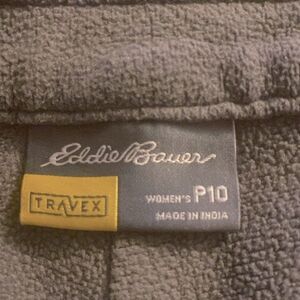 Eddie Bauer
TRAVEX
WOMEN'S P10
MADE IN INDIA